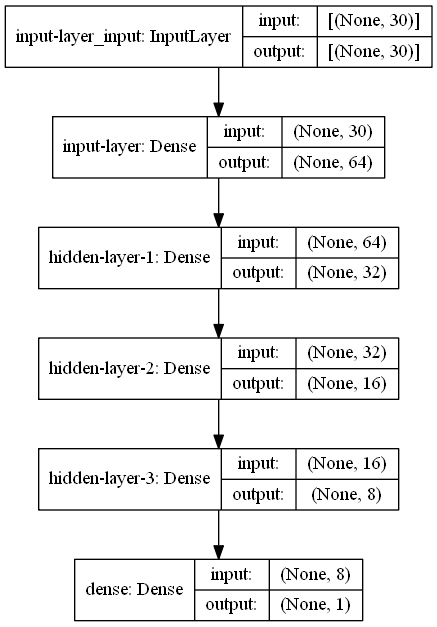 input-layer_input: InputLayer
input:
[(None, 30)]
output:
[(None, 30)]
input-layer: Dense
input:
(None, 30)
output:
(None, 64)
hidden-layer-1: Dense
input:
(None, 64)
output:
(None, 32)
hidden-layer-2: Dense
input:
(None, 32)
output:
(None, 16)
hidden-layer-3: Dense
input:
(None, 16)
output:
(None, 8)
dense: Dense
input:
(None, 8)
output:
(None, 1)